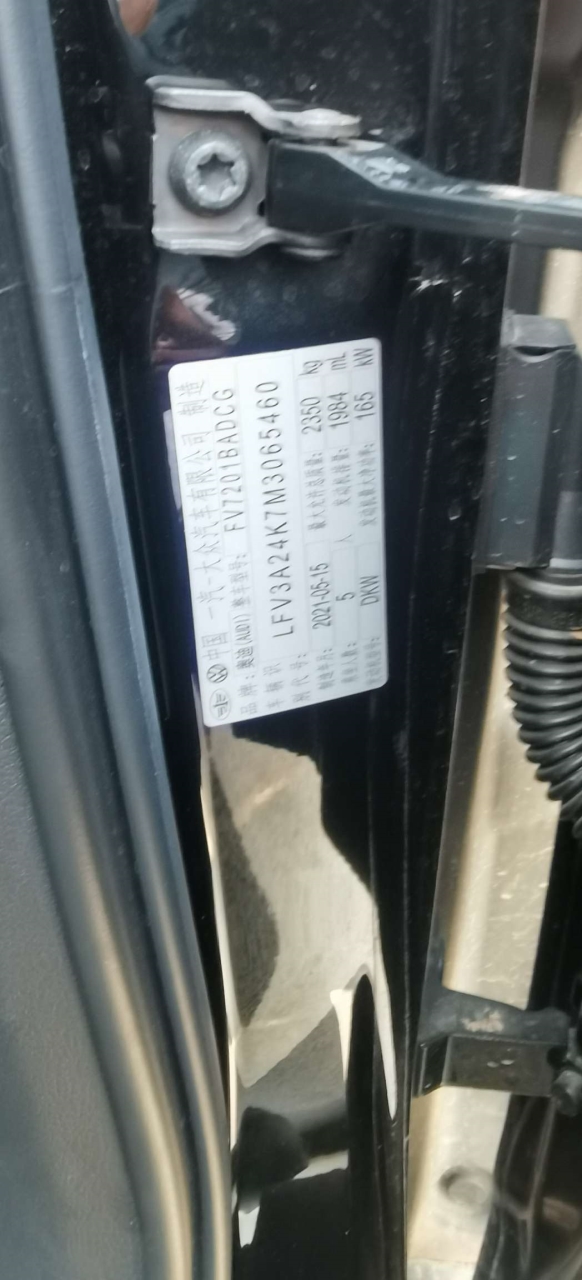 中国 一汽-大众汽车有限公司 制造
品 牌: 奥迪(AUDI) 整车型号: FV7201BADCG
车辆识别代号: LFV3A24K7M3065460
制造年月: 2021-05-15 最大允许总质量: 2350 kg
乘坐人数: 5 人 发动机排量: 1984 mL
发动机型号: DKW 发动机最大净功率: 165 kW